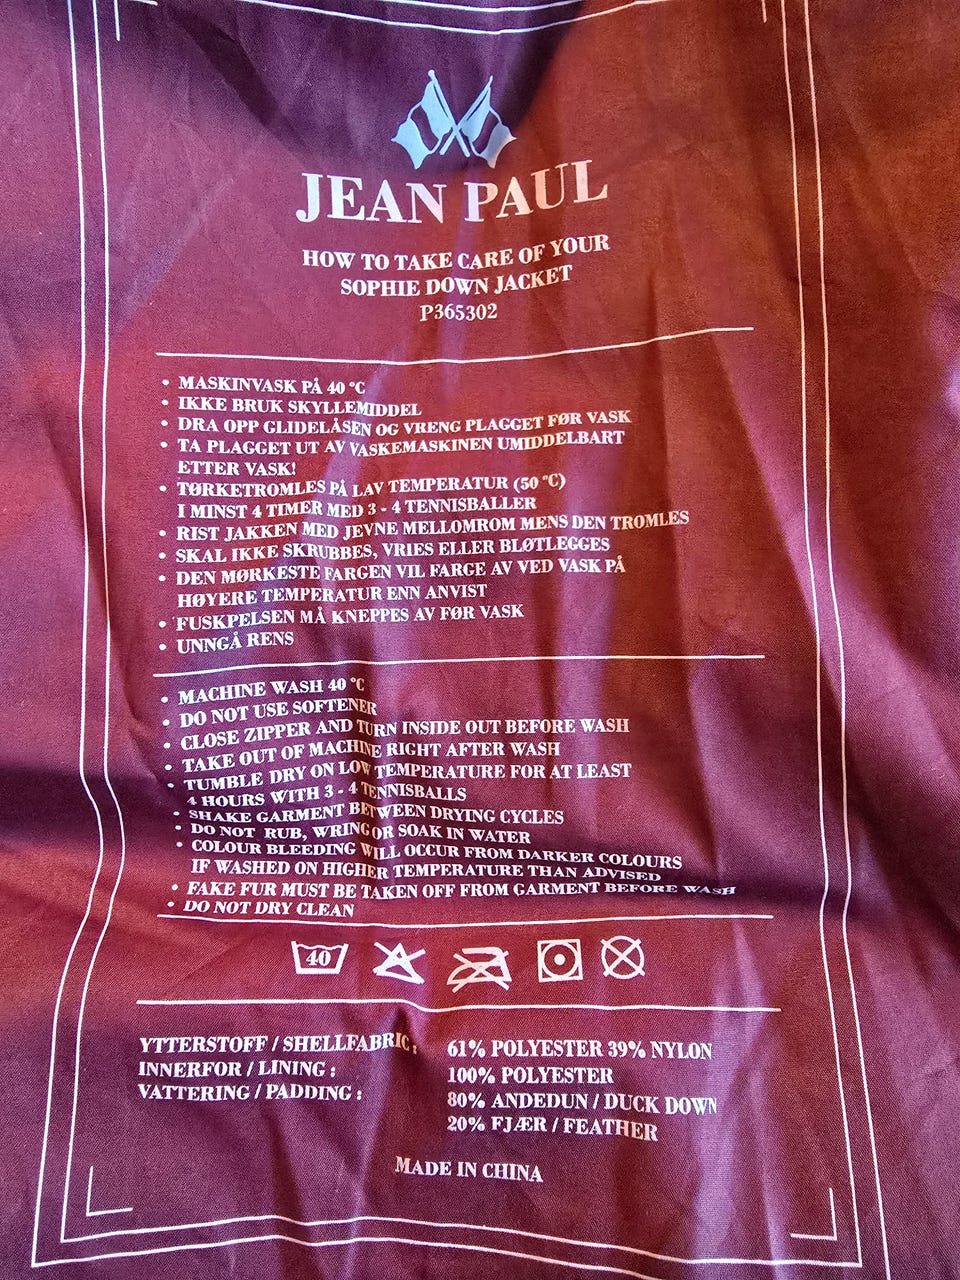 JEAN PAUL
HOW TO TAKE CARE OF YOUR
SOPHIE DOWN JACKET
P365302
• MASKINVASK PÅ 40 °C
• IKKE BRUK SKYLLEMIDDEL
• DRA OPP GLIDELÅSEN OG VRENG PLAGGET FØR VASK
• TA PLAGGET UT AV VASKEMASKINEN UMIDDELBART
ETTER VASK!
• TØRKETROMLES PÅ LAV TEMPERATUR (50 °C)
I MINST 4 TIMER MED 3 - 4 TENNISBALLER
• RIST JAKKEN MED JEVNE MELLOMROM MENS DEN TROMLES
• SKAL IKKE SKRUBBES, VRIES ELLER BLØTLEGGES
• DEN MØRKESTE FARGEN VIL FARGE AV VED VASK PÅ
HØYERE TEMPERATUR ENN ANVIST
• FUSKPELSEN MÅ KNEPPES AV FØR VASK
• UNNGÅ RENS
• MACHINE WASH 40 °C
• DO NOT USE SOFTENER
• CLOSE ZIPPER AND TURN INSIDE OUT BEFORE WASH
• TAKE OUT OF MACHINE RIGHT AFTER WASH
• TUMBLE DRY ON LOW TEMPERATURE FOR AT LEAST
4 HOURS WITH 3 - 4 TENNISBALLS
• SHAKE GARMENT BETWEEN DRYING CYCLES
• DO NOT RUB, WRING OR SOAK IN WATER
• COLOUR BLEEDING WILL OCCUR FROM DARKER COLOURS
IF WASHED ON HIGHER TEMPERATURE THAN ADVISED
• FAKE FUR MUST BE TAKEN OFF FROM GARMENT BEFORE WASH
• DO NOT DRY CLEAN
40
YTTERSTOFF / SHELLFABRIC : 61% POLYESTER 39% NYLON
INNERFOR / LINING : 100% POLYESTER
VATTERING / PADDING : 80% ANDEDUN / DUCK DOWN
20% FJÆR / FEATHER
MADE IN CHINA